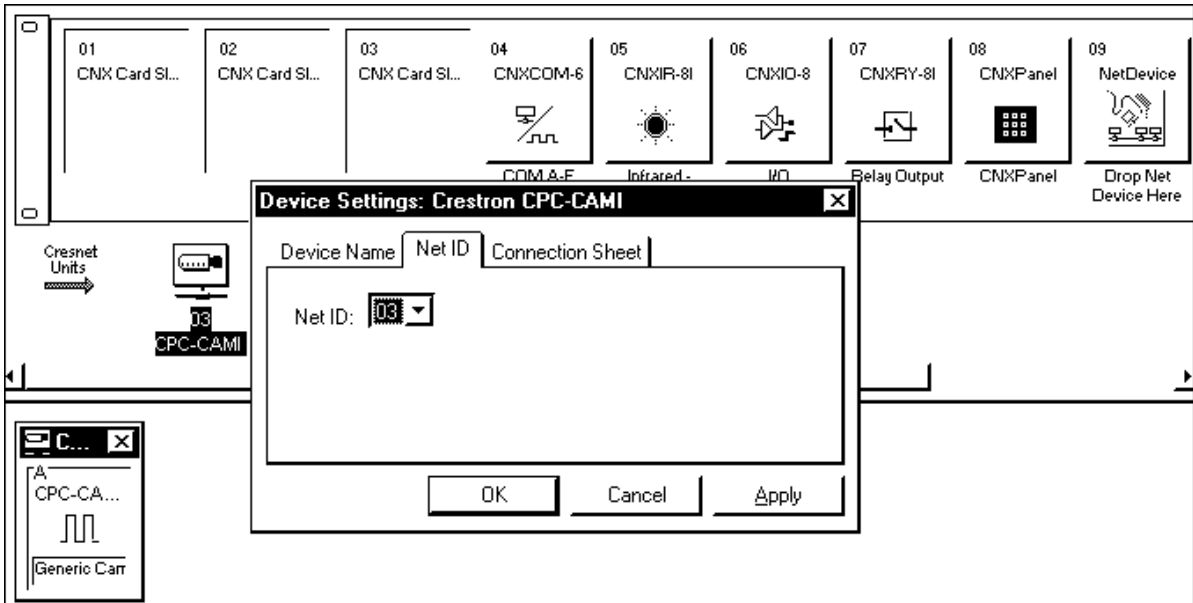 01 02 03 04 05 06 07 08 09
CNX Card Sl... CNX Card Sl... CNX Card Sl... CNXCOM-6 CNXIR-8I CNXIO-8 CNXRY-8I CNXPanel NetDevice
COM A-F Infrared - I/O Relay Output CNXPanel Drop Net
Device Here
Device Settings: Crestron CPC-CAMI
Cresnet
Units
03
CPC-CAMI
Device Name Net ID Connection Sheet
Net ID: 03
OK Cancel Apply
C...
A
CPC-CA...
Generic Cam